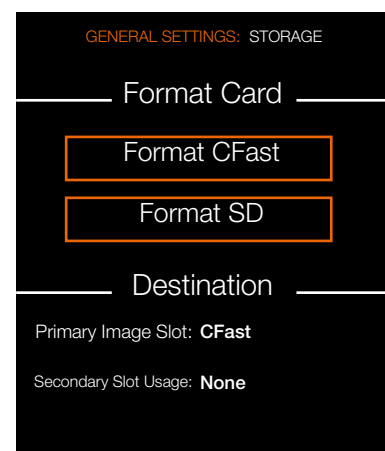 GENERAL SETTINGS: STORAGE
Format Card
Format CFast
Format SD
Destination
Primary Image Slot: CFast
Secondary Slot Usage: None